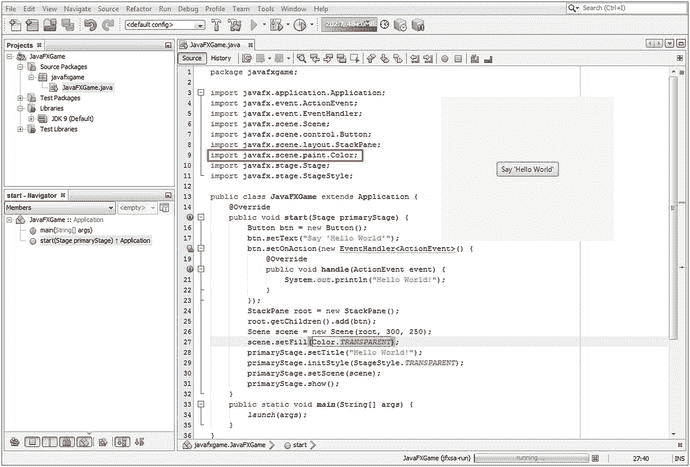 File Edit View Navigate Source Refactor Run Debug Profile Team Tools Window Help
Search (Ctrl+I)
<default config>
Projects
JavaFXGame
Source Packages
javafxgame
JavaFXGame.java
Test Packages
Libraries
JDK 9 (Default)
Test Libraries
start - Navigator
Members
<empty>
JavaFXGame :: Application
main(String[] args)
start(Stage primaryStage) ↑ Application
JavaFXGame.java
Source History
1 package javafxgame;
2
3 import javafx.application.Application;
4 import javafx.event.ActionEvent;
5 import javafx.event.EventHandler;
6 import javafx.scene.Scene;
7 import javafx.scene.control.Button;
8 import javafx.scene.layout.StackPane;
9 import javafx.scene.paint.Color;
10 import javafx.stage.Stage;
11 import javafx.stage.StageStyle;
12
13 public class JavaFXGame extends Application {
14 @Override
public void start(Stage primaryStage) {
16 Button btn = new Button();
17 btn.setText("Say 'Hello World'");
btn.setOnAction(new EventHandler<ActionEvent>() {
19 @Override
public void handle(ActionEvent event) {
21 System.out.println("Hello World!");
22 }
23 });
24 StackPane root = new StackPane();
25 root.getChildren().add(btn);
26 Scene scene = new Scene(root, 300, 250);
27 scene.setFill(Color.TRANSPARENT);
28 primaryStage.setTitle("Hello World!");
29 primaryStage.initStyle(StageStyle.TRANSPARENT);
30 primaryStage.setScene(scene);
31 primaryStage.show();
32 }
33 public static void main(String[] args) {
34 launch(args);
35 }
36
Say 'Hello World'
javafxgame.JavaFXGame start
JavaFXGame (jfxsa-run) running... 27:40 INS